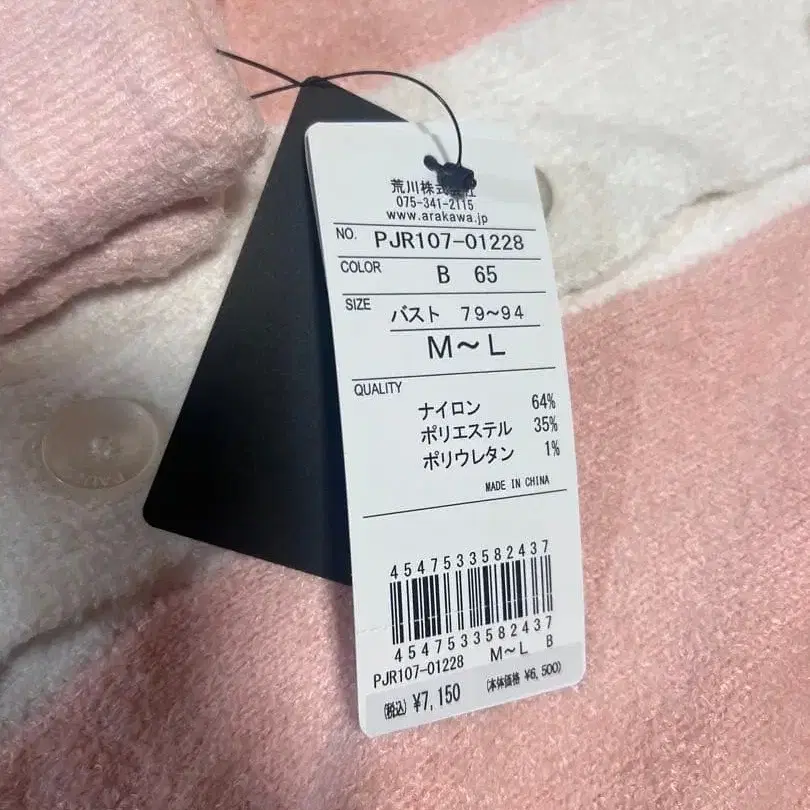 荒川株式会社
075-341-2115
www.arakawa.jp
NO. PJR107-01228
COLOR B 65
SIZE バスト 79～94
M～L
QUALITY
ナイロン 64%
ポリエステル 35%
ポリウレタン 1%
MADE IN CHINA
4547533582437
4547533582437
PJR107-01228 M～L B
(税込) ¥7,150 (本体価格 ¥6,500)